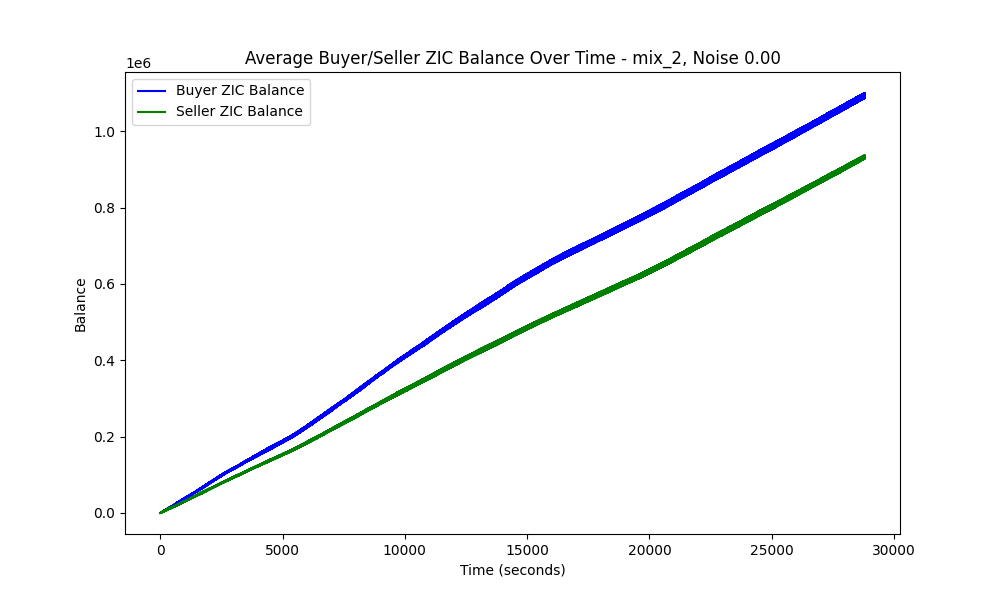 Average Buyer/Seller ZIC Balance Over Time - mix_2, Noise 0.00
1e6
Buyer ZIC Balance
Seller ZIC Balance
1.0
0.8
0.6
0.4
0.2
0.0
Balance
0 5000 10000 15000 20000 25000 30000
Time (seconds)